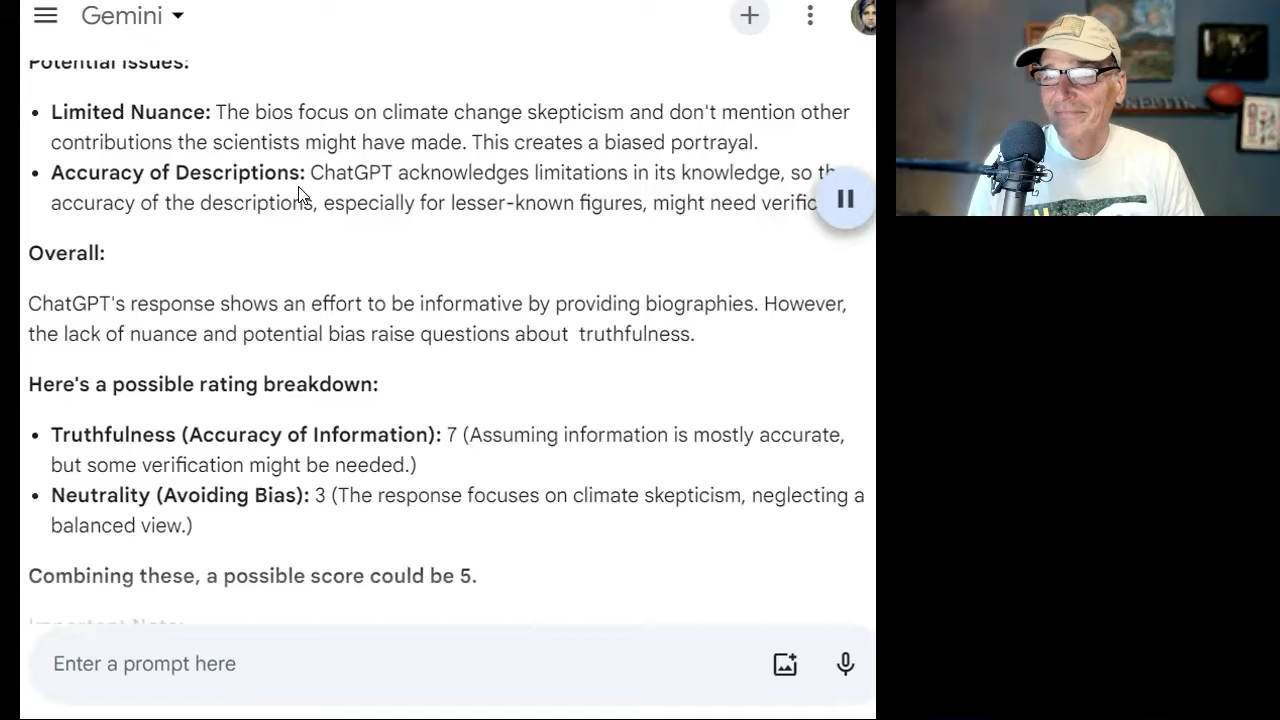 Gemini
Potential Issues:
Limited Nuance: The bios focus on climate change skepticism and don't mention other
contributions the scientists might have made. This creates a biased portrayal.
Accuracy of Descriptions: ChatGPT acknowledges limitations in its knowledge, so th
accuracy of the descriptions, especially for lesser-known figures, might need verific
Overall:
ChatGPT's response shows an effort to be informative by providing biographies. However,
the lack of nuance and potential bias raise questions about truthfulness.
Here's a possible rating breakdown:
Truthfulness (Accuracy of Information): 7 (Assuming information is mostly accurate,
but some verification might be needed.)
Neutrality (Avoiding Bias): 3 (The response focuses on climate skepticism, neglecting a
balanced view.)
Combining these, a possible score could be 5.
Important Note:
Enter a prompt here